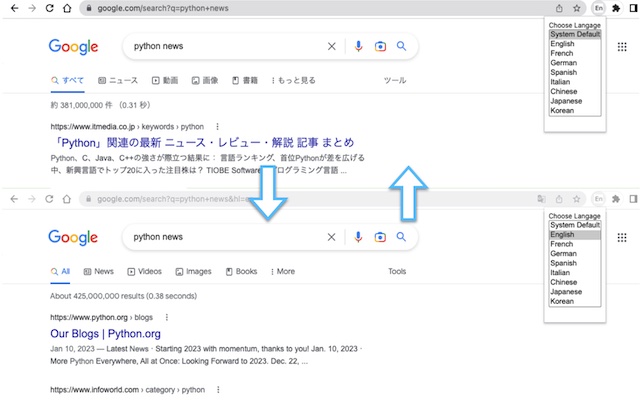 google.com/search?q=python+news
En
Choose Langage
System Default
English
French
German
Spanish
Italian
Chinese
Japanese
Korean
Google
python news
すべて ニュース 動画 画像 書籍 もっと見る ツール
約 381,000,000 件 （0.31 秒）
https://www.itmedia.co.jp › keywords › python
「Python」関連の最新 ニュース・レビュー・解説 記事 まとめ
Python、C、Java、C++の強さが際立つ結果に： 言語ランキング、首位Pythonが差を広げる
中、新興言語でトップ20に入った注目株は？ TIOBE Software プログラミング言語 ...
google.com/search?q=python+news&hl=
En
Choose Langage
System Default
English
French
German
Spanish
Italian
Chinese
Japanese
Korean
Google
python news
All News Videos Images Books More Tools
About 425,000,000 results (0.38 seconds)
https://www.python.org › blogs
Our Blogs | Python.org
Jan 10, 2023 — Latest News · Starting 2023 with momentum, thanks to you! Jan. 10, 2023 ·
More Python Everywhere, All at Once: Looking Forward to 2023. Dec. 22, ...
https://www.infoworld.com › category › python